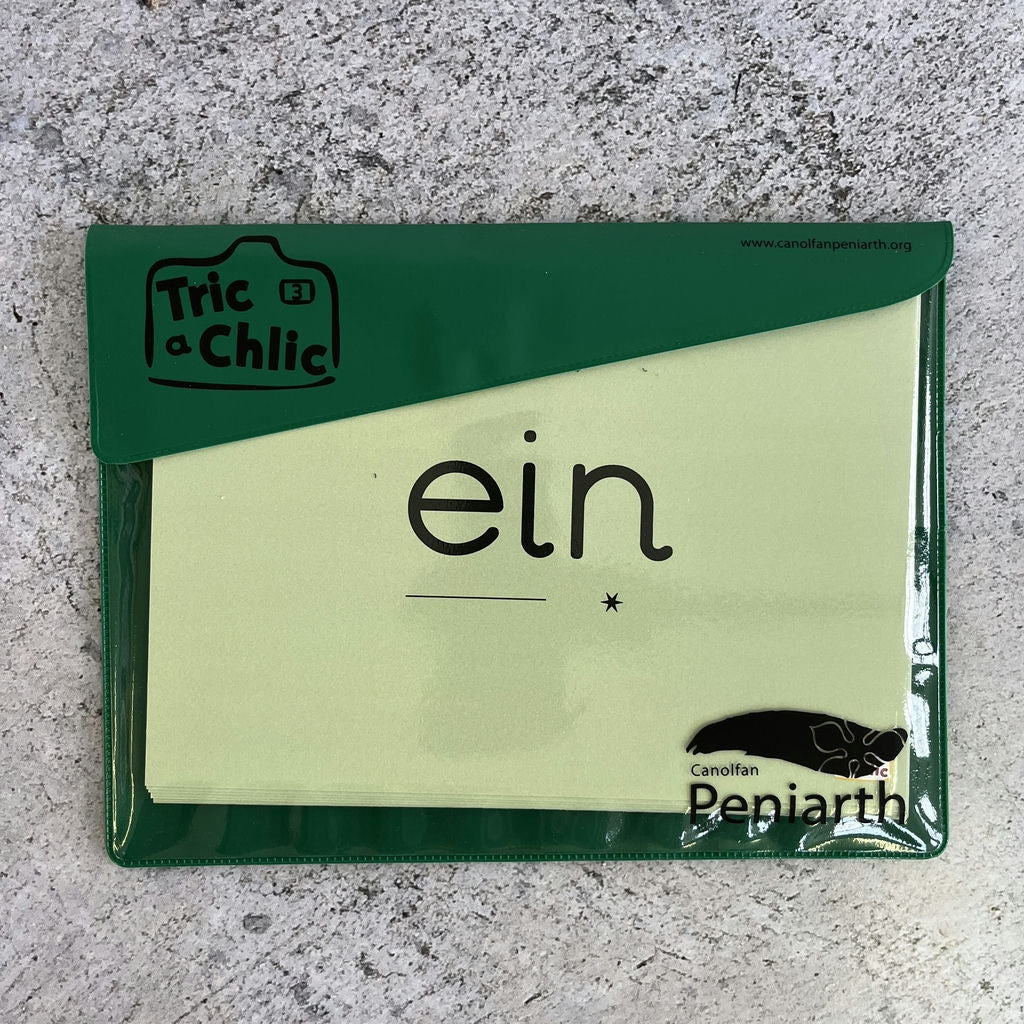 www.canolfanpeniarth.org
Tric 3
a Chlic
ein
Canolfan
Peniarth